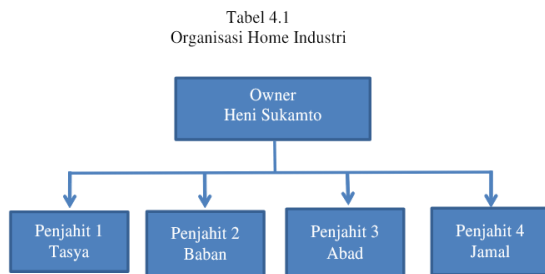 Tabel 4.1
Organisasi Home Industri
Owner
Heni Sukamto
Penjahit 1
Tasya
Penjahit 2
Baban
Penjahit 3
Abad
Penjahit 4
Jamal